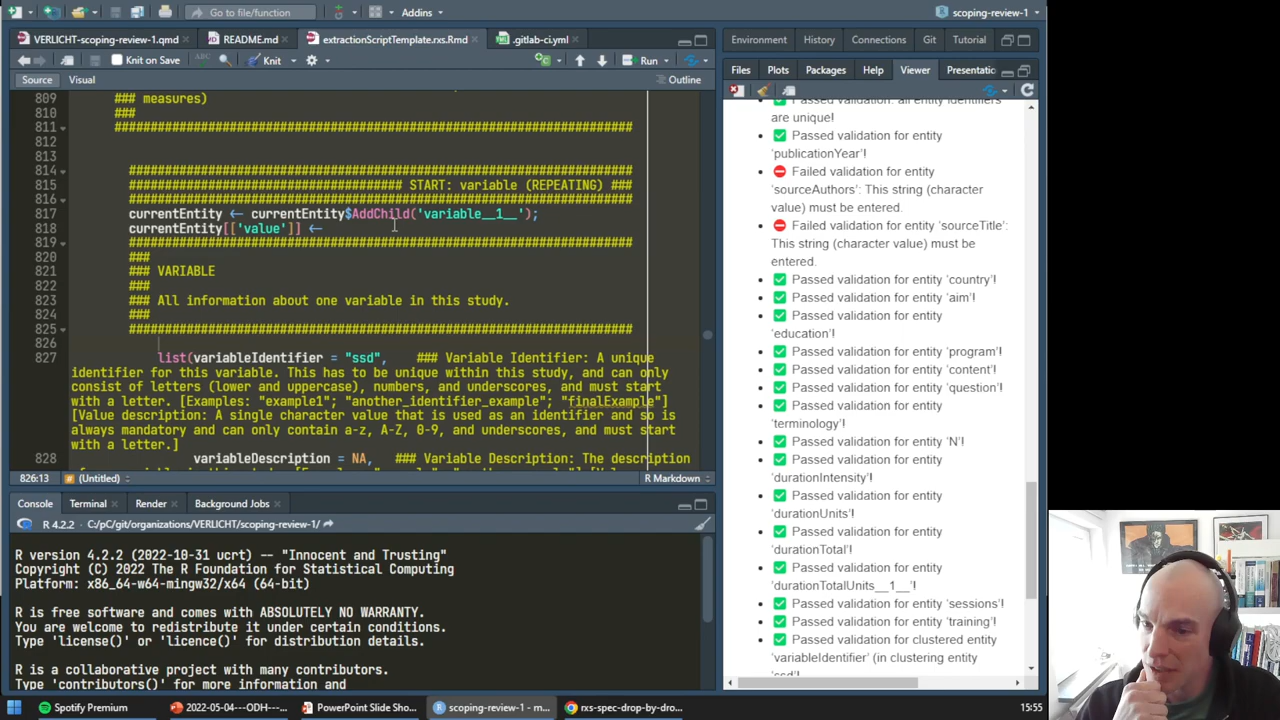 Go to file/function
Addins
scoping-review-1
VERLICHT-scoping-review-1.qmd
README.md
extractionScriptTemplate.rxs.Rmd
.gitlab-ci.yml
Knit on Save
Knit
Run
Source
Visual
Outline
809 ### measures)
810 ###
811 ######################################################################
812
813
814 ######################################################################
815 ###################################### START: variable (REPEATING) ###
816 ######################################################################
817 currentEntity <- currentEntity$AddChild('variable__1__');
818 currentEntity[['value']] <-
819 ######################################################################
820 ###
821 ### VARIABLE
822 ###
823 ### All information about one variable in this study.
824 ###
825 ######################################################################
826
827 list(variableIdentifier = "ssd", ### Variable Identifier: A unique
identifier for this variable. This has to be unique within this study, and can only
consist of letters (lower and uppercase), numbers, and underscores, and must start
with a letter. [Examples: "example1"; "another_identifier_example"; "finalExample"]
[Value description: A single character value that is used as an identifier and so is
always mandatory and can only contain a-z, A-Z, 0-9, and underscores, and must start
with a letter.]
828 variableDescription = NA, ### Variable Description: The description
826:13
(Untitled)
R Markdown
Console
Terminal
Render
Background Jobs
R 4.2.2 . C:/pC/git/organizations/VERLICHT/scoping-review-1/
R version 4.2.2 (2022-10-31 ucrt) -- "Innocent and Trusting"
Copyright (C) 2022 The R Foundation for Statistical Computing
Platform: x86_64-w64-mingw32/x64 (64-bit)
R is free software and comes with ABSOLUTELY NO WARRANTY.
You are welcome to redistribute it under certain conditions.
Type 'license()' or 'licence()' for distribution details.
R is a collaborative project with many contributors.
Type 'contributors()' for more information and
Environment
History
Connections
Git
Tutorial
Files
Plots
Packages
Help
Viewer
Presentatic
Passed validation: all entity identifiers
are unique!
Passed validation for entity
'publicationYear'!
Failed validation for entity
'sourceAuthors': This string (character
value) must be entered.
Failed validation for entity 'sourceTitle':
This string (character value) must be
entered.
Passed validation for entity 'country'!
Passed validation for entity 'aim'!
Passed validation for entity
'education'!
Passed validation for entity 'program'!
Passed validation for entity 'content'!
Passed validation for entity 'question'!
Passed validation for entity
'terminology'!
Passed validation for entity 'N'!
Passed validation for entity
'durationIntensity'!
Passed validation for entity
'durationUnits'!
Passed validation for entity
'durationTotal'!
Passed validation for entity
'durationTotalUnits__1__'!
Passed validation for entity 'sessions'!
Passed validation for entity 'training'!
Passed validation for clustered entity
'variableIdentifier' (in clustering entity
'ssd'
Spotify Premium
2022-05-04---ODH---...
PowerPoint Slide Sho...
scoping-review-1 - m...
rxs-spec-drop-by-dro...
15:55